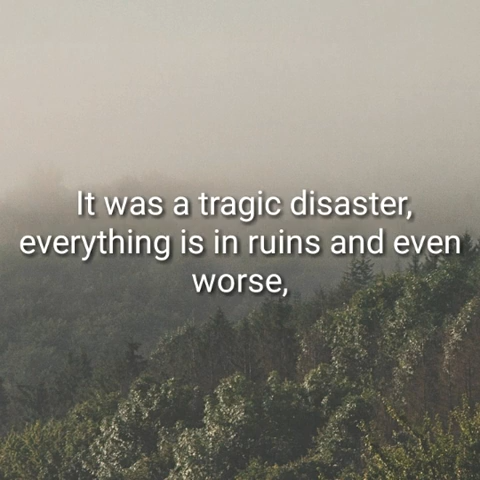 It was a tragic disaster,
everything is in ruins and even
worse,